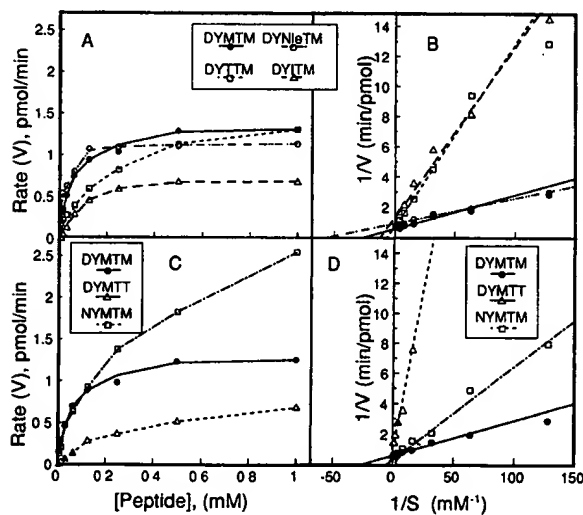 A
DYMTM DYNleTM
DYTTM DYITM
B
Rate (V), pmol/min
2.5
2
1.5
1
0.5
0
1/V (min/pmol)
14
12
10
8
6
4
2
C
DYMTM
DYMTT
NYMTM
D
DYMTM
DYMTT
NYMTM
Rate (V), pmol/min
2.5
2
1.5
1
0.5
0
1/V (min/pmol)
14
12
10
8
6
4
2
0 0.2 0.4 0.6 0.8 1
-50 0 50 100 150
[Peptide], (mM)
1/S (mM⁻¹)